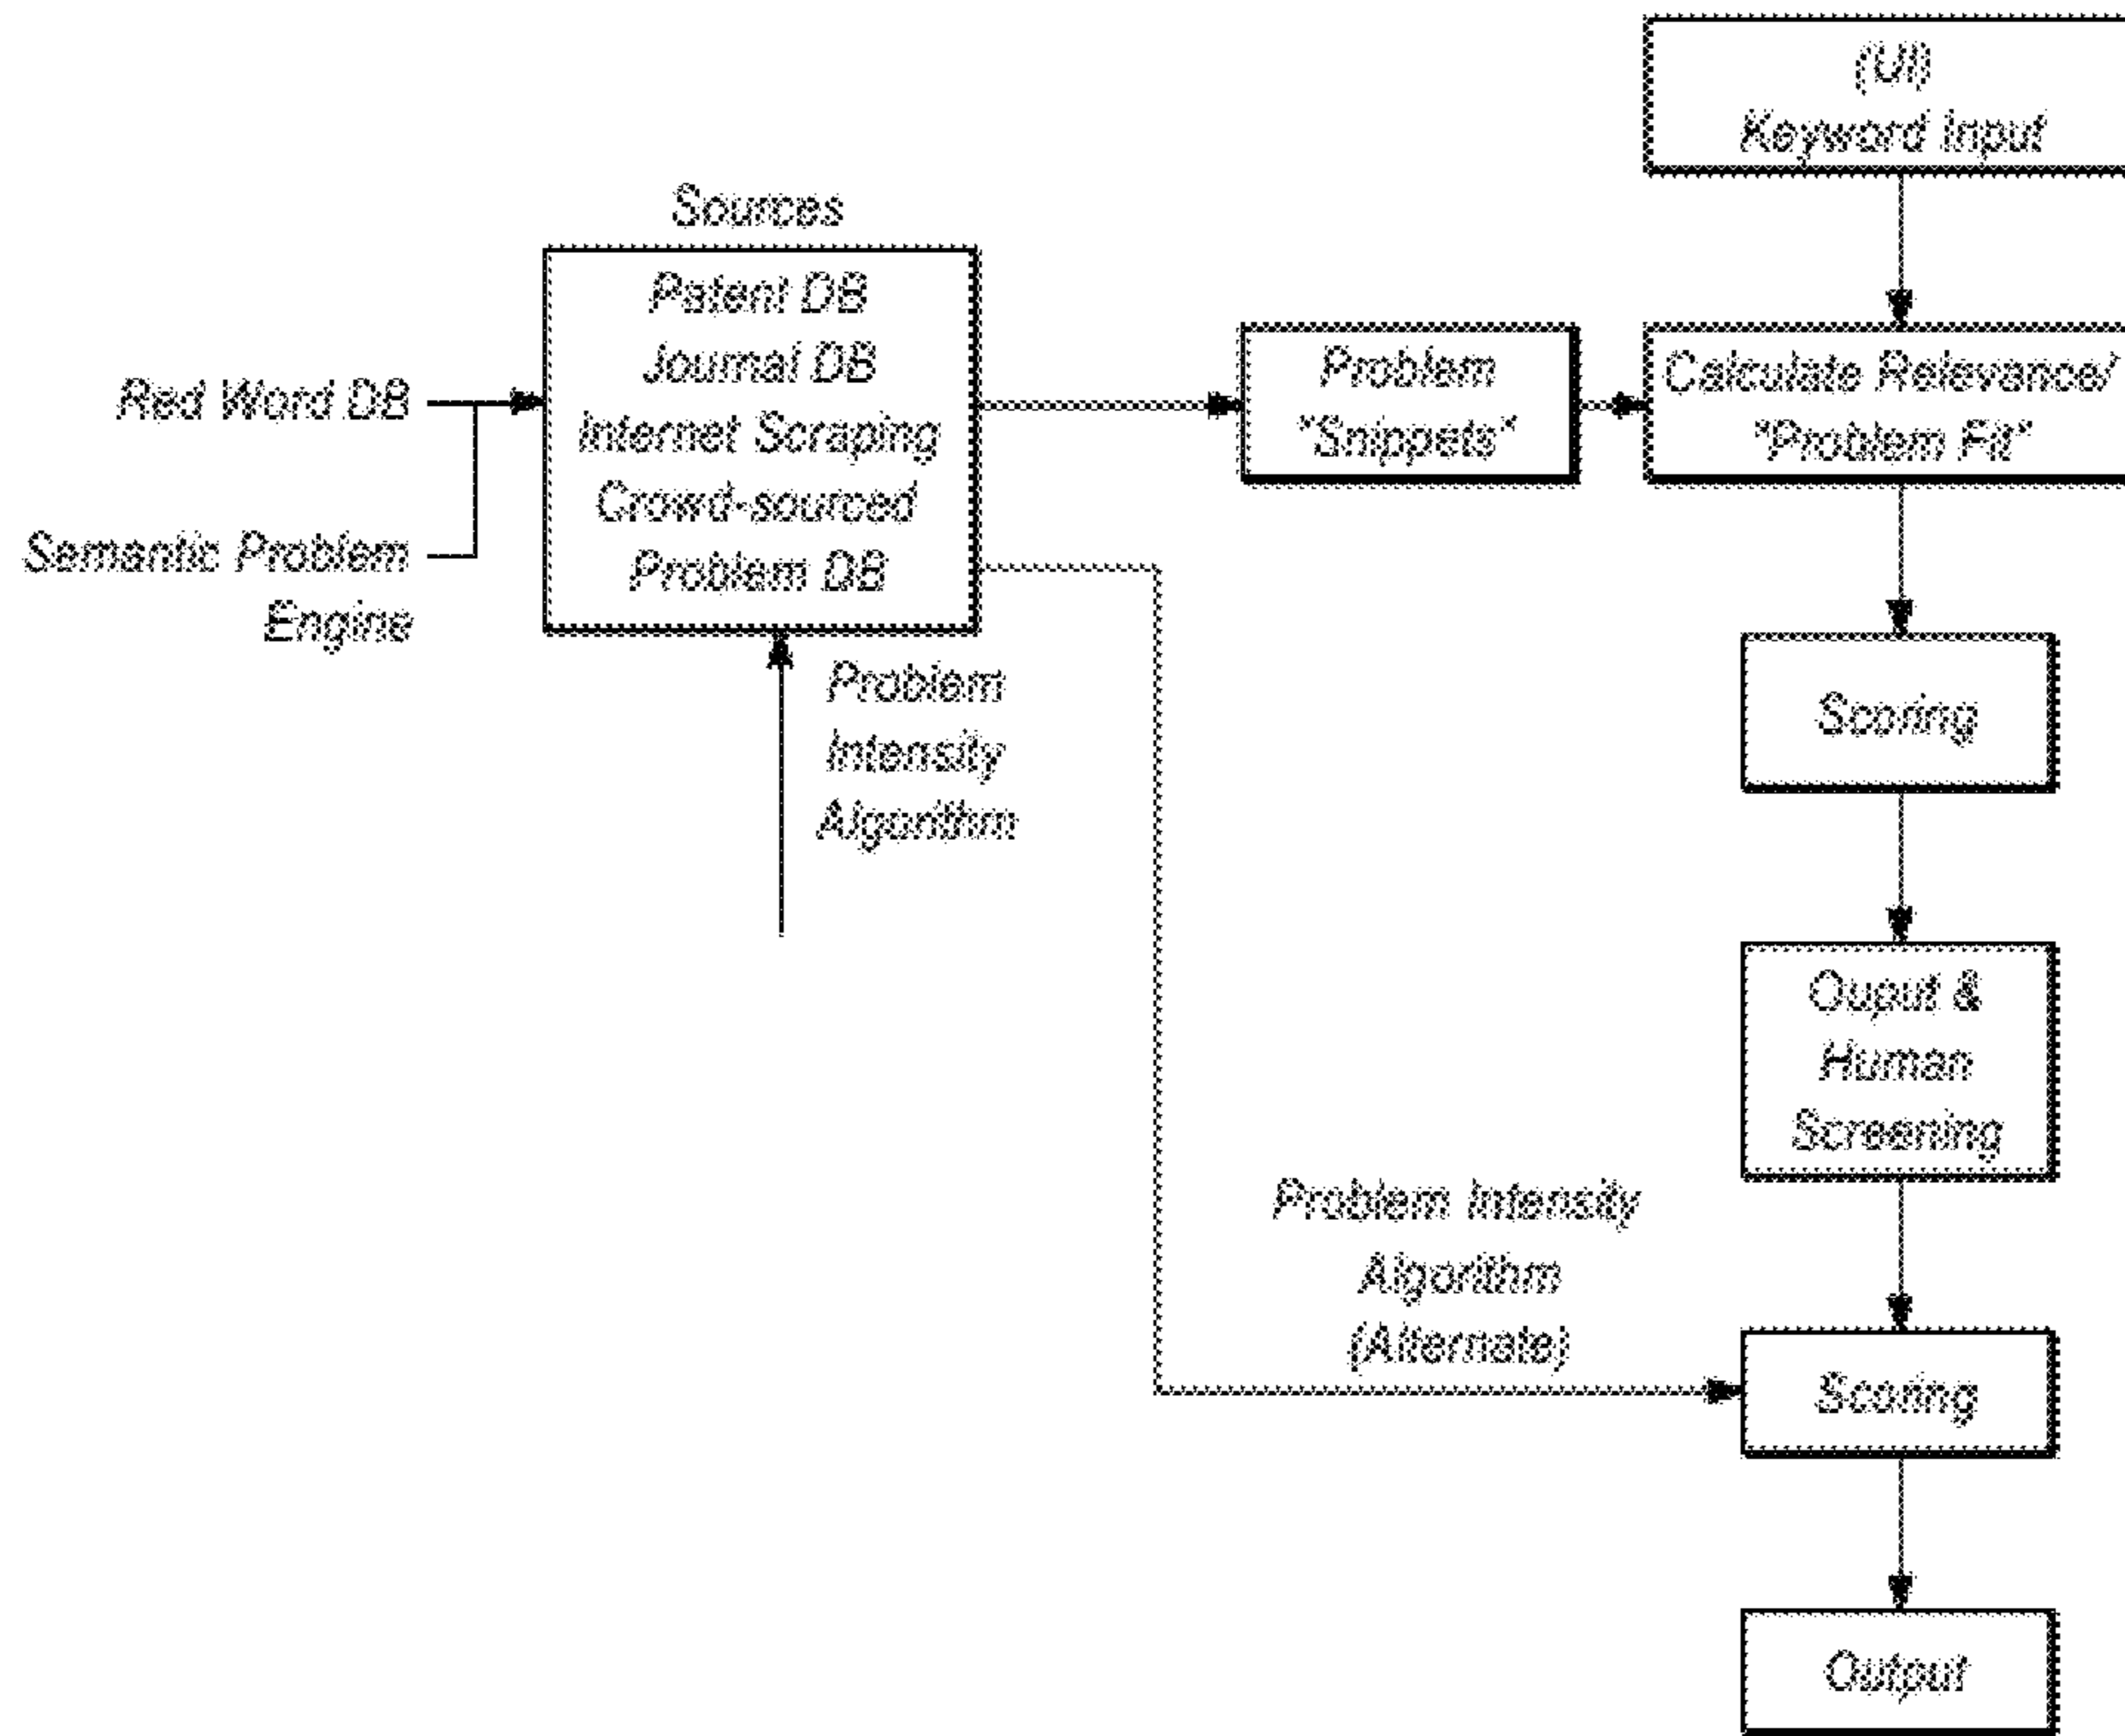 (UI)
Keyword Input
Sources
Patent DB
Journal DB
Internet Scraping
Crowd-sourced
Problem DB
Red Word DB
Semantic Problem
Engine
Problem
"Snippets"
Calculate Relevance/
"Problem Fit"
Problem
Intensity
Algorithm
Scoring
Ouput &
Human
Screening
Problem Intensity
Algorithm
(Alternate)
Scoring
Output